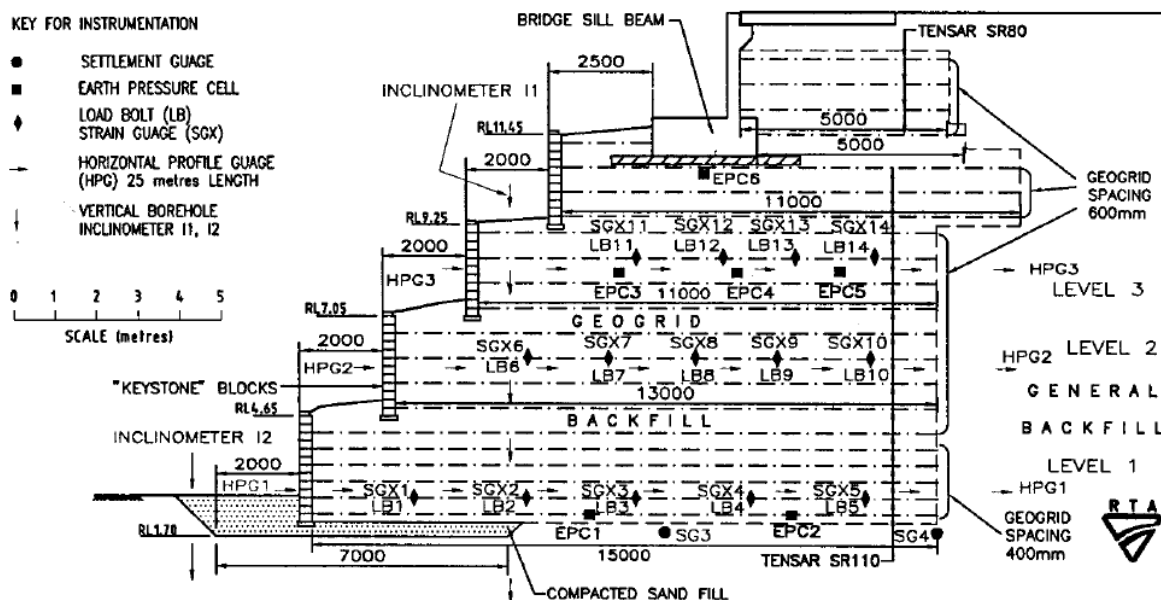 KEY FOR INSTRUMENTATION
SETTLEMENT GUAGE
EARTH PRESSURE CELL
LOAD BOLT (LB)
STRAIN GUAGE (SGX)
HORIZONTAL PROFILE GUAGE
(HPG) 25 metres LENGTH
VERTICAL BOREHOLE
INCLINOMETER I1, I2
0 1 2 3 4 5
SCALE (metres)
BRIDGE SILL BEAM
TENSAR SR80
2500
INCLINOMETER I1
5000
RL11.45
5000
2000
EPC6
GEOGRID
SPACING
600mm
11000
RL9.25
SGX11 SGX12 SGX13 SGX14
LB11 LB12 LB13 LB14
2000
HPG3
HPG3
EPC3 EPC4 EPC5
11000
LEVEL 3
RL7.05
GEOGRID
SGX6 SGX7 SGX8 SGX9 SGX10
LB6 LB7 LB8 LB9 LB10
2000
HPG2
HPG2
LEVEL 2
"KEYSTONE" BLOCKS
13000
GENERAL
RL4.65
BACKFILL
BACKFILL
INCLINOMETER I2
LEVEL 1
2000
HPG1
SGX1 SGX2 SGX3 SGX4 SGX5
LB1 LB2 LB3 LB4 LB5
HPG1
RTA
GEOGRID
SPACING
400mm
RL1.70
EPC1 SG3 EPC2 SG4
7000
15000
TENSAR SR110
COMPACTED SAND FILL